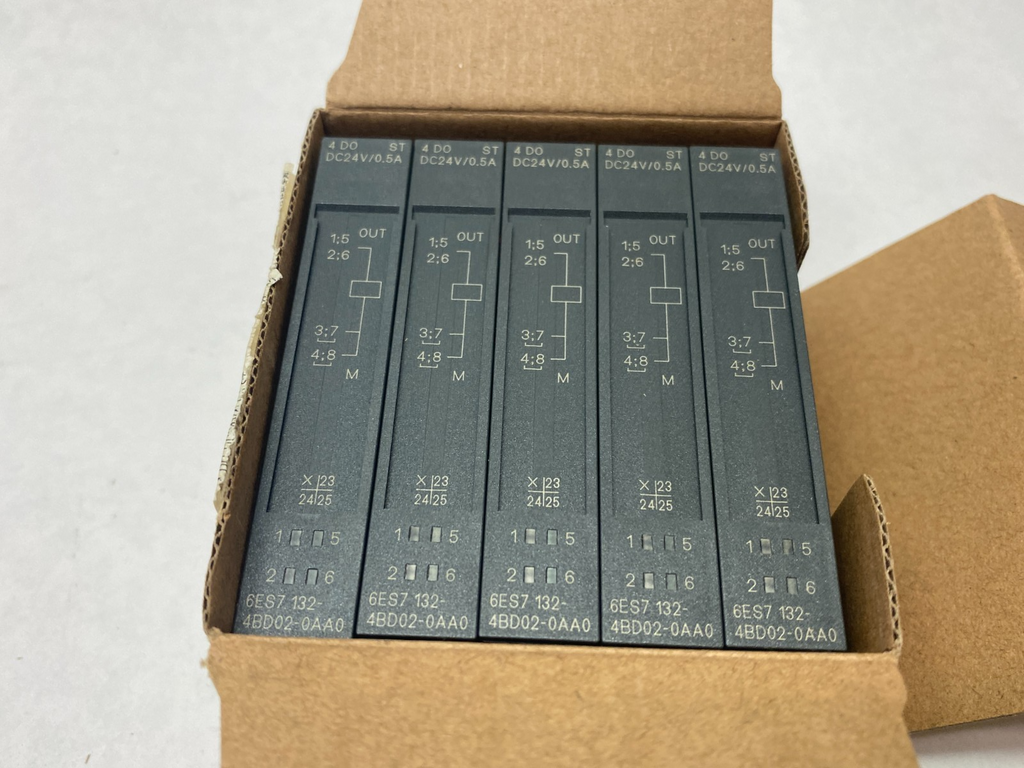 4 DO ST
DC24V/0.5A
1;5 OUT
2;6
3;7
4;8
M
X 23
24 25
1 5
2 6
6ES7 132-
4BD02-0AA0
4 DO ST
DC24V/0.5A
1;5 OUT
2;6
3;7
4;8
M
X 23
24 25
1 5
2 6
6ES7 132-
4BD02-0AA0
4 DO ST
DC24V/0.5A
1;5 OUT
2;6
3;7
4;8
M
X 23
24 25
1 5
2 6
6ES7 132-
4BD02-0AA0
4 DO ST
DC24V/0.5A
1;5 OUT
2;6
3;7
4;8
M
X 23
24 25
1 5
2 6
6ES7 132-
4BD02-0AA0
4 DO ST
DC24V/0.5A
1;5 OUT
2;6
3;7
4;8
M
X 23
24 25
1 5
2 6
6ES7 132-
4BD02-0AA0